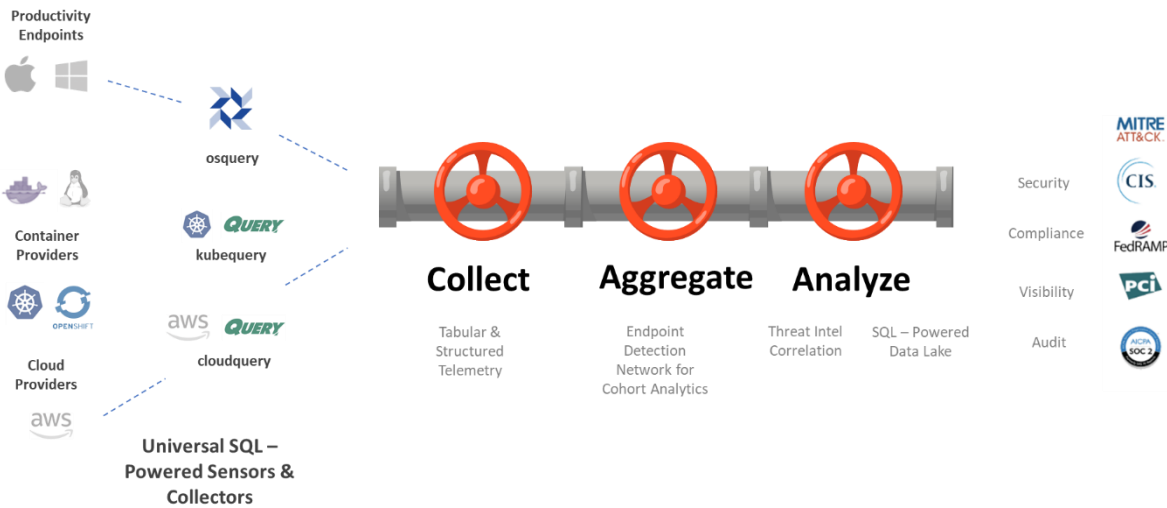 Productivity
Endpoints
osquery
Container
Providers
QUERY
kubequery
OPENSHIFT
aws
QUERY
cloudquery
Cloud
Providers
aws
Universal SQL –
Powered Sensors &
Collectors
Collect
Tabular &
Structured
Telemetry
Aggregate
Endpoint
Detection
Network for
Cohort Analytics
Analyze
Threat Intel
Correlation
SQL – Powered
Data Lake
Security
Compliance
Visibility
Audit
MITRE
ATT&CK.
CIS.
FedRAMP
PCi
AICPA
SOC 2